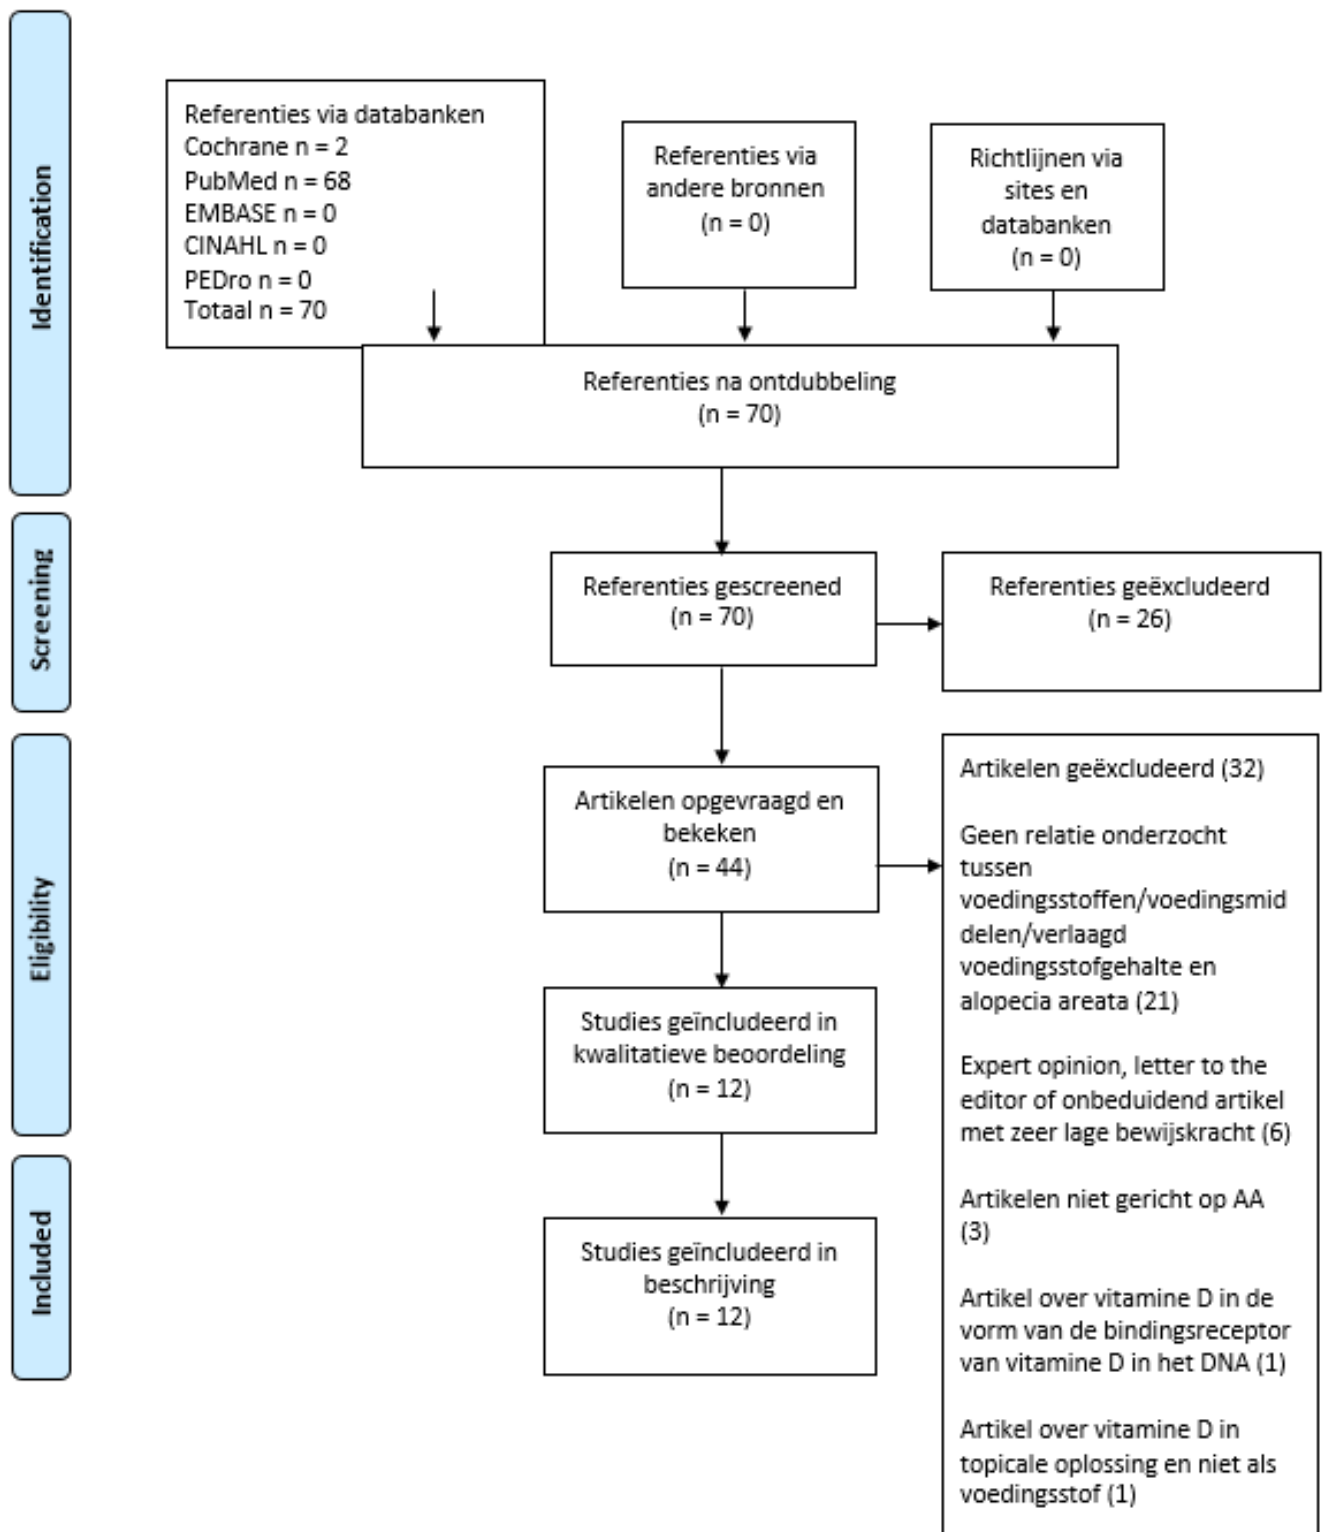 Identification
Referenties via databanken
Cochrane n = 2
PubMed n = 68
EMBASE n = 0
CINAHL n = 0
PEDro n = 0
Totaal n = 70
Referenties via
andere bronnen
(n = 0)
Richtlijnen via
sites en
databanken
(n = 0)
Referenties na ontdubbeling
(n = 70)
Screening
Referenties gescreened
(n = 70)
Referenties geëxcludeerd
(n = 26)
Eligibility
Artikelen opgevraagd en
bekeken
(n = 44)
Artikelen geëxcludeerd (32)
Geen relatie onderzocht
tussen
voedingsstoffen/voedingsmid
delen/verlaagd
voedingsstofgehalte en
alopecia areata (21)
Expert opinion, letter to the
editor of onbeduidend artikel
met zeer lage bewijskracht (6)
Artikelen niet gericht op AA
(3)
Artikel over vitamine D in de
vorm van de bindingsreceptor
van vitamine D in het DNA (1)
Artikel over vitamine D in
topicale oplossing en niet als
voedingsstof (1)
Studies geïncludeerd in
kwalitatieve beoordeling
(n = 12)
Included
Studies geïncludeerd in
beschrijving
(n = 12)